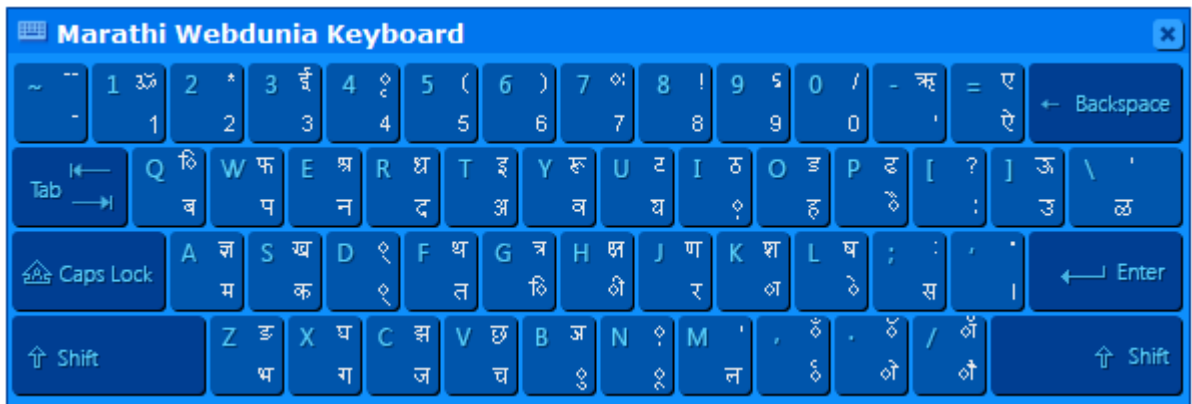 Marathi Webdunia Keyboard
~ -- - 1 ॐ 1 2 * 2 3 ई 3 4 ृ 4 5 ( 5 6 ) 6 7 ः 7 8 ! 8 9 ऽ 9 0 / 0 - ऋ ' = ए ऐ ← Backspace
Tab Q ि ब W फ प E श्र न R ध द T इ अ Y रू व U ट य I ठ O ड ह P ढ ै [ ? : ] ऊ उ \ ' ळ
Caps Lock A ज्ञ म S ख क D ् F थ त G त्र ि H क्ष ी J ण र K श ा L ष े ; : स ' . । Enter
Shift Z ङ भ X घ ग C झ ज V छ च B ञ ु N M ' ल , ँ . ॅ ो / ॉ ौ Shift